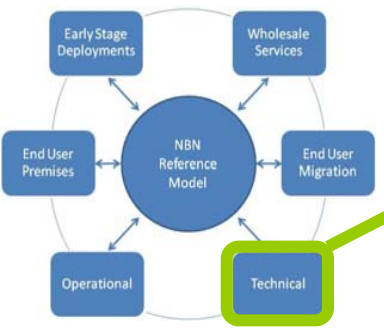 Early Stage
Deployments
Wholesale
Services
End User
Premises
NBN
Reference
Model
End User
Migration
Operational
Technical